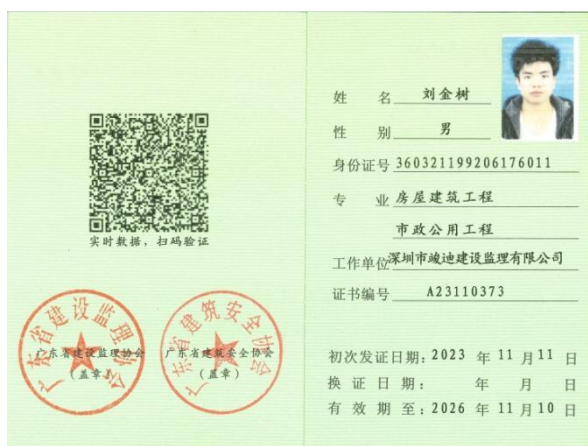 实时数据，扫码验证
广东省建设监理协会
广东省建设监理协会
（盖章）
广东省建筑安全协会
广东省建筑安全协会
（盖章）
姓 名 刘金树
性 别 男
身份证号 360321199206176011
专 业 房屋建筑工程
市政公用工程
工作单位 深圳市竣迪建设监理有限公司
证书编号 A23110373
初次发证日期：2023 年 11 月 11 日
换 证 日 期： 年 月 日
有 效 期 至：2026 年 11 月 10 日